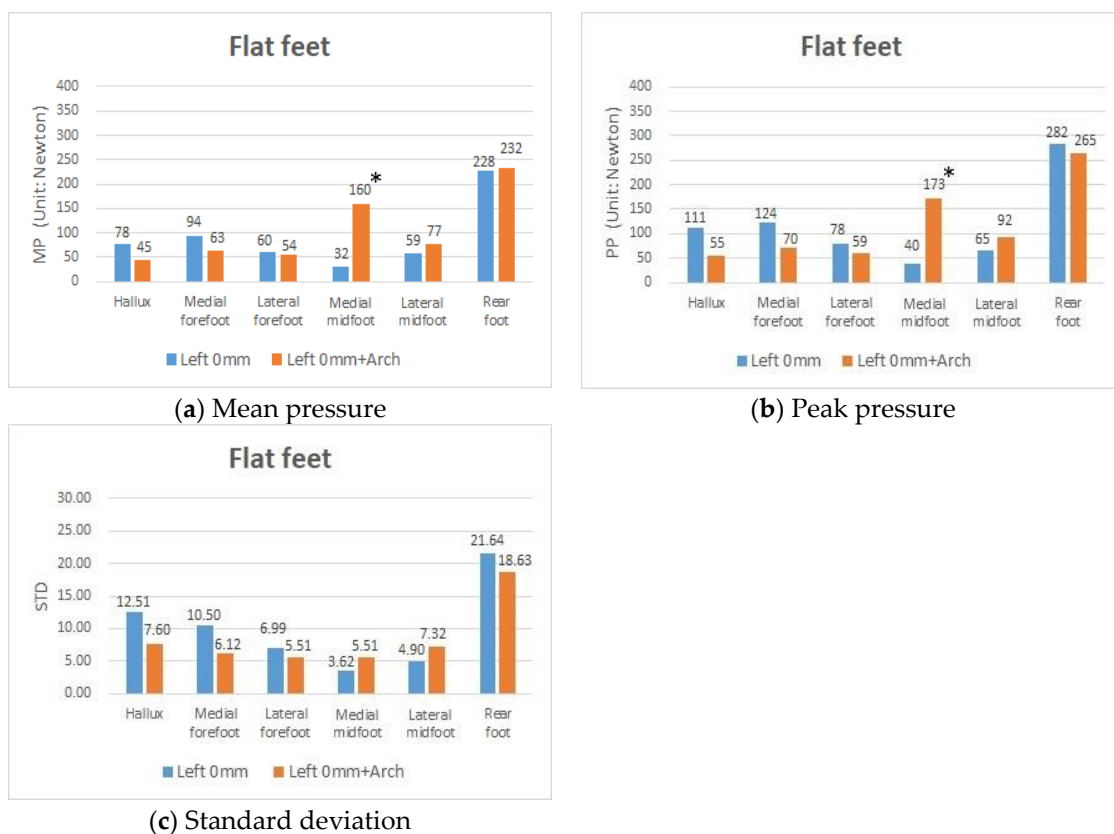 Flat feet
MP (Unit: Newton)
400
350
300
250
200
150
100
50
0
78
45
94
63
60
54
32
160*
59
77
228
232
Hallux
Medial
forefoot
Lateral
forefoot
Medial
midfoot
Lateral
midfoot
Rear
foot
Left 0mm
Left 0mm+Arch
(a) Mean pressure
Flat feet
PP (Unit: Newton)
400
350
300
250
200
150
100
50
0
111
55
124
70
78
59
40
173*
65
92
282
265
Hallux
Medial
forefoot
Lateral
forefoot
Medial
midfoot
Lateral
midfoot
Rear
foot
Left 0mm
Left 0mm+Arch
(b) Peak pressure
Flat feet
STD
30.00
25.00
20.00
15.00
10.00
5.00
0.00
12.51
7.60
10.50
6.12
6.99
5.51
3.62
5.51
4.90
7.32
21.64
18.63
Hallux
Medial
forefoot
Lateral
forefoot
Medial
midfoot
Lateral
midfoot
Rear
foot
Left 0mm
Left 0mm+Arch
(c) Standard deviation